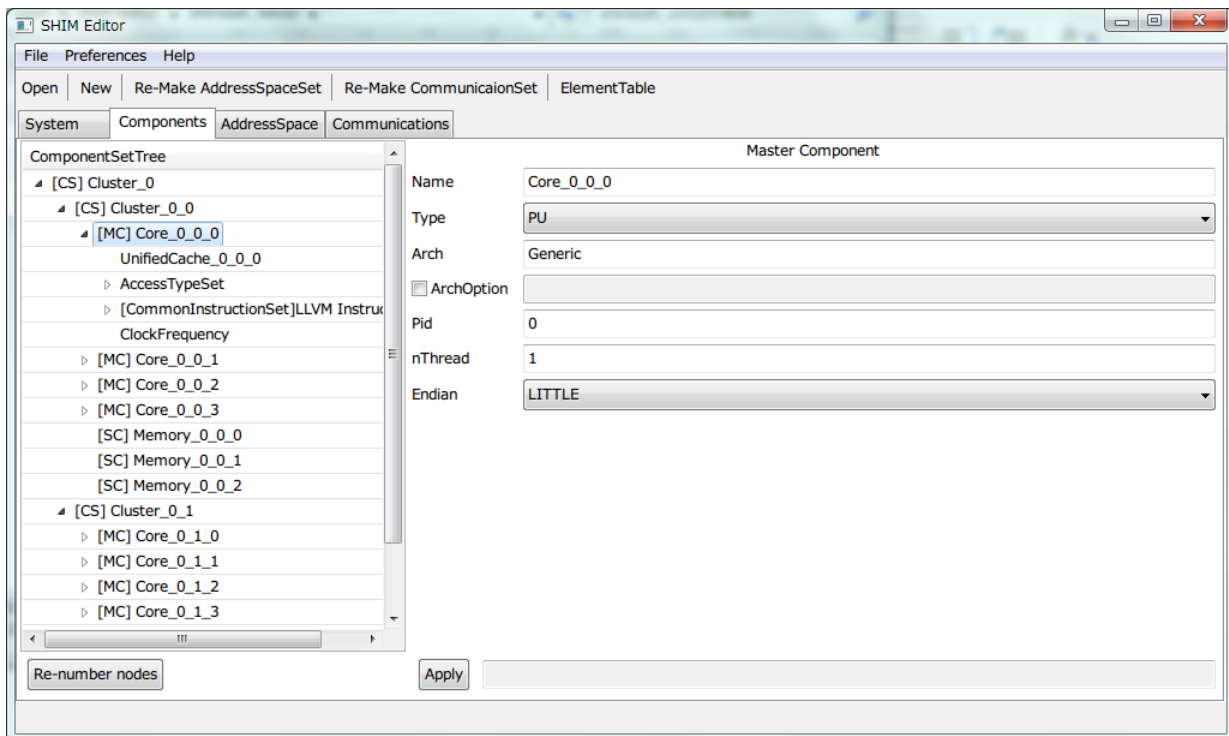 SHIM Editor
File Preferences Help
Open New Re-Make AddressSpaceSet Re-Make CommunicaionSet ElementTable
System Components AddressSpace Communications
ComponentSetTree
[CS] Cluster_0
[CS] Cluster_0_0
[MC] Core_0_0_0
UnifiedCache_0_0_0
AccessTypeSet
[CommonInstructionSet]LLVM Instruc
ClockFrequency
[MC] Core_0_0_1
[MC] Core_0_0_2
[MC] Core_0_0_3
[SC] Memory_0_0_0
[SC] Memory_0_0_1
[SC] Memory_0_0_2
[CS] Cluster_0_1
[MC] Core_0_1_0
[MC] Core_0_1_1
[MC] Core_0_1_2
[MC] Core_0_1_3
Re-number nodes
Master Component
Name Core_0_0_0
Type PU
Arch Generic
ArchOption
Pid 0
nThread 1
Endian LITTLE
Apply